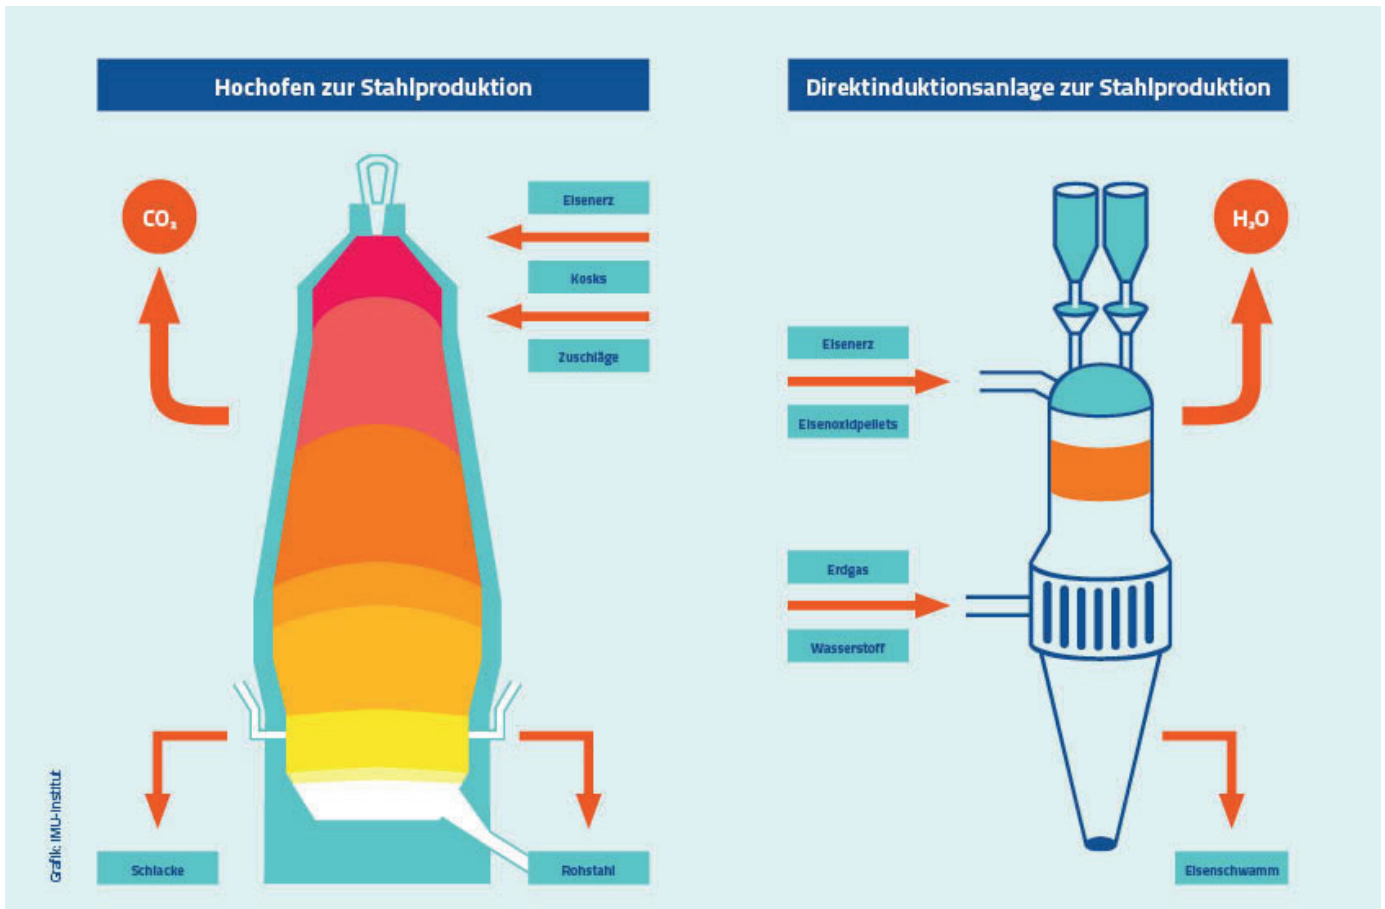 Hochofen zur Stahlproduktion
CO₂
Eisenerz
Kosks
Zuschläge
Schlacke
Rohstahl
Direktinduktionsanlage zur Stahlproduktion
H₂O
Eisenerz
Eisenoxidpellets
Erdgas
Wasserstoff
Eisenschwamm
Grafik: IMU-Institut